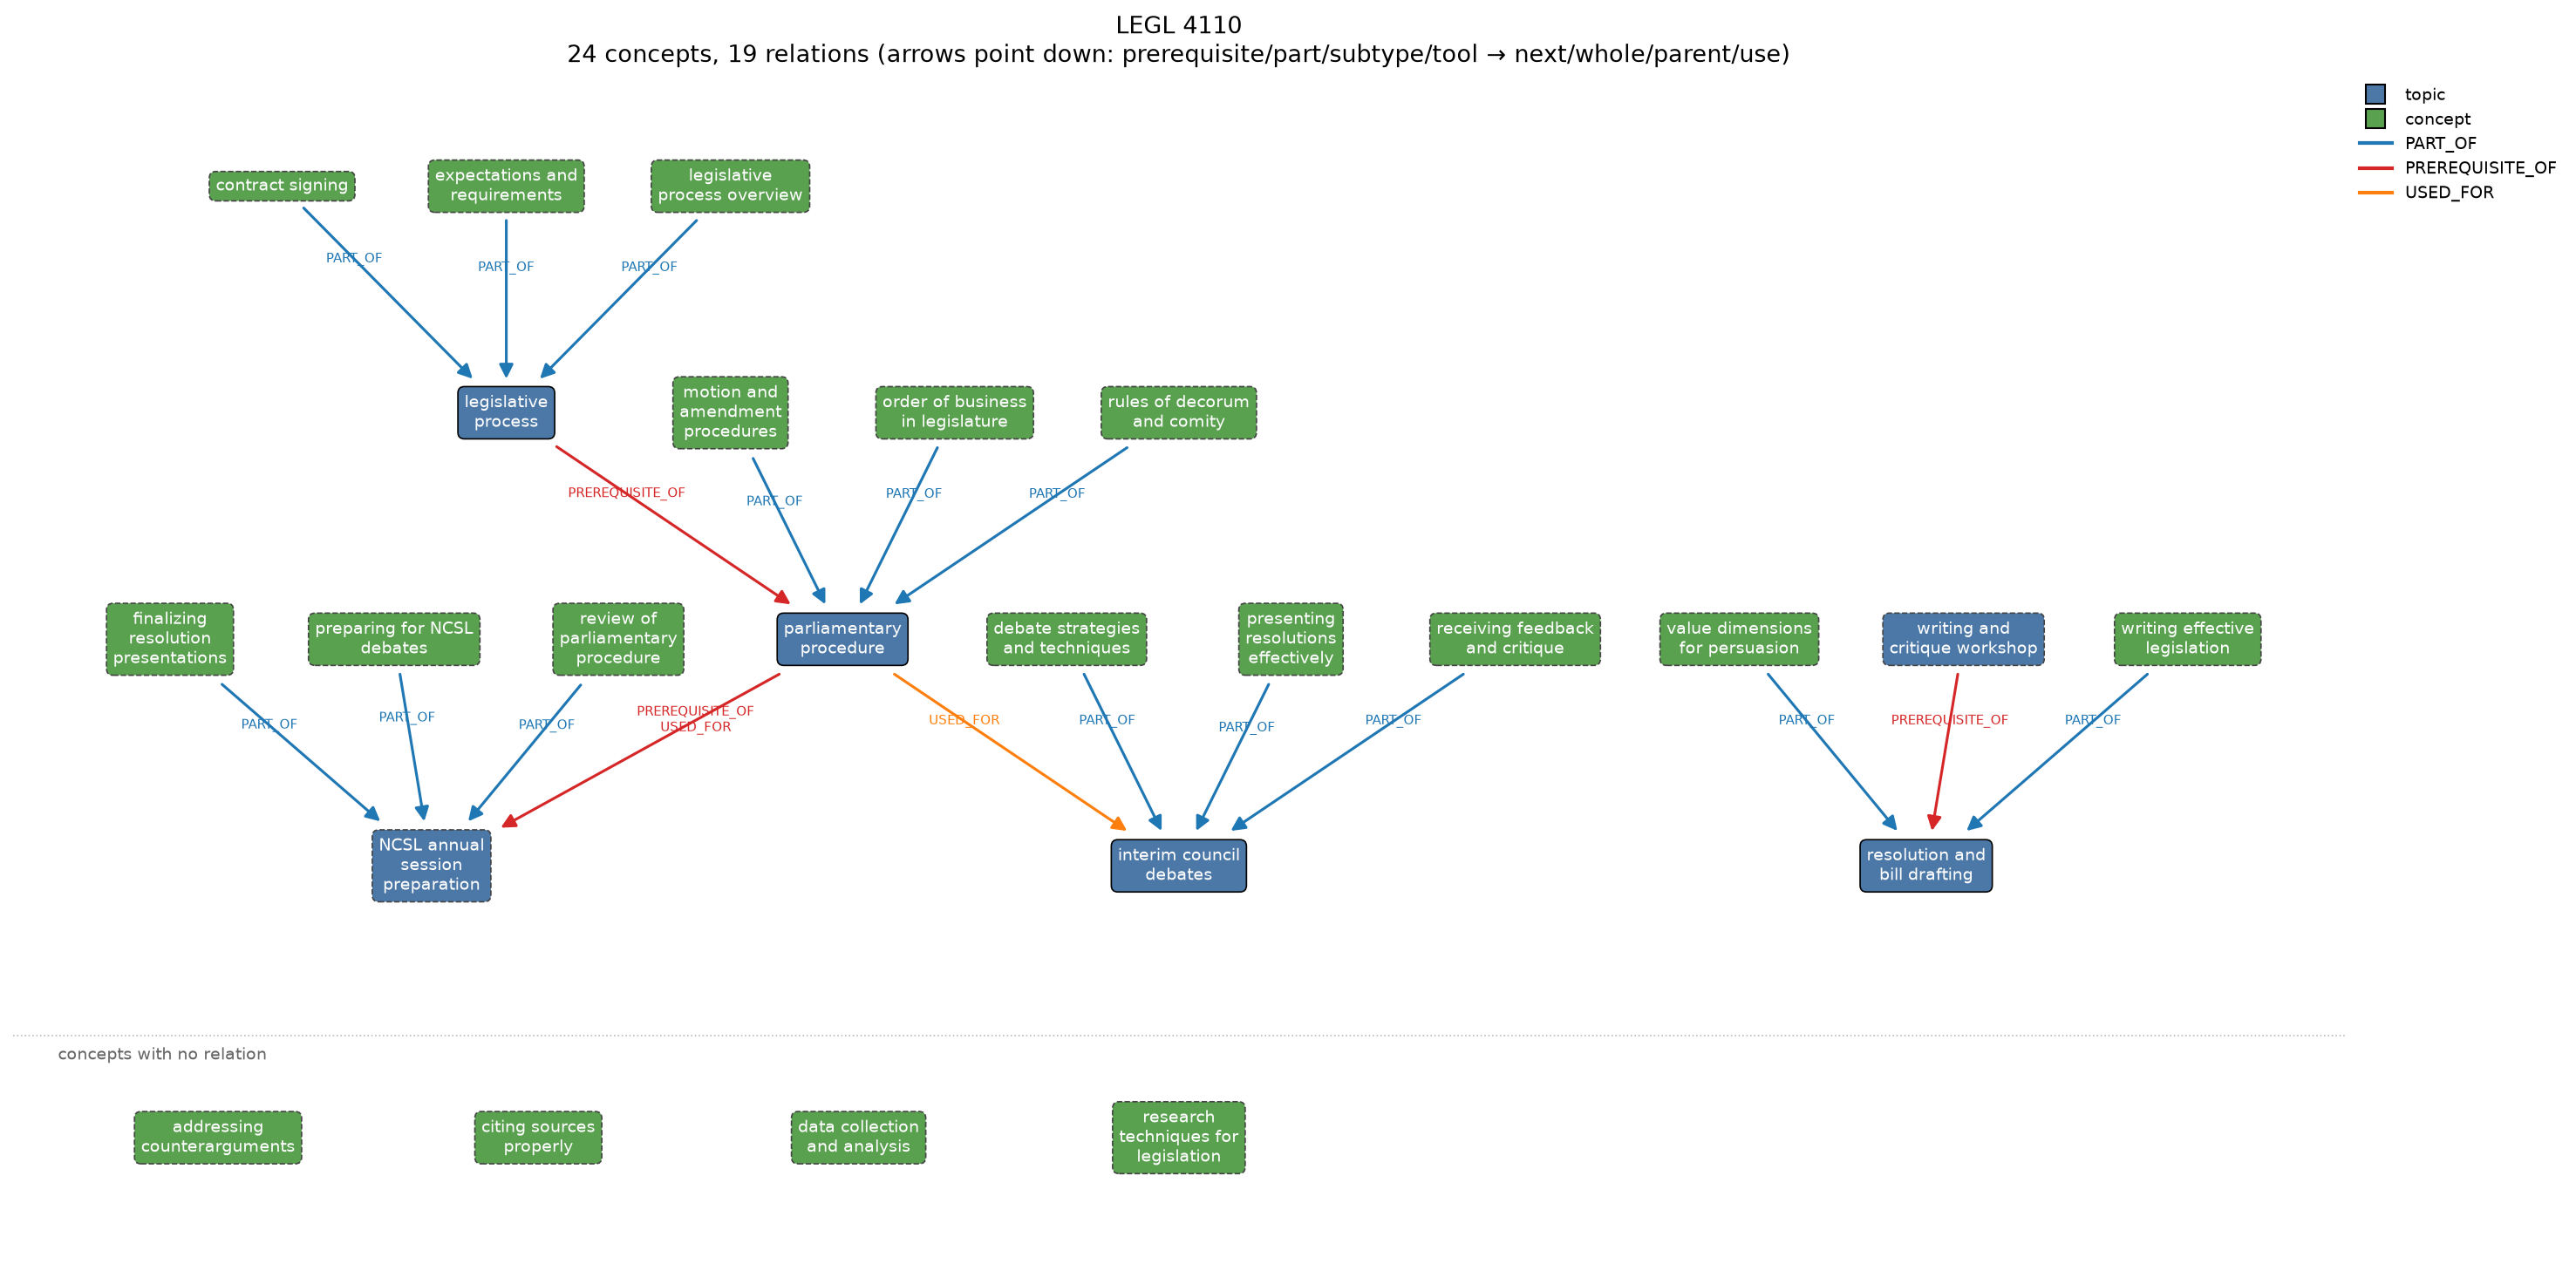 LEGL 4110
24 concepts, 19 relations (arrows point down: prerequisite/part/subtype/tool → next/whole/parent/use)
topic
concept
PART_OF
PREREQUISITE_OF
USED_FOR
contract signing
expectations and
requirements
legislative
process overview
PART_OF
PART_OF
PART_OF
legislative
process
motion and
amendment
procedures
order of business
in legislature
rules of decorum
and comity
PREREQUISITE_OF
PART_OF
PART_OF
PART_OF
finalizing
resolution
presentations
preparing for NCSL
debates
review of
parliamentary
procedure
parliamentary
procedure
debate strategies
and techniques
presenting
resolutions
effectively
receiving feedback
and critique
value dimensions
for persuasion
writing and
critique workshop
writing effective
legislation
PART_OF
PART_OF
PART_OF
PREREQUISITE_OF
USED_FOR
USED_FOR
PART_OF
PART_OF
PART_OF
PART_OF
PREREQUISITE_OF
PART_OF
NCSL annual
session
preparation
interim council
debates
resolution and
bill drafting
concepts with no relation
addressing
counterarguments
citing sources
properly
data collection
and analysis
research
techniques for
legislation